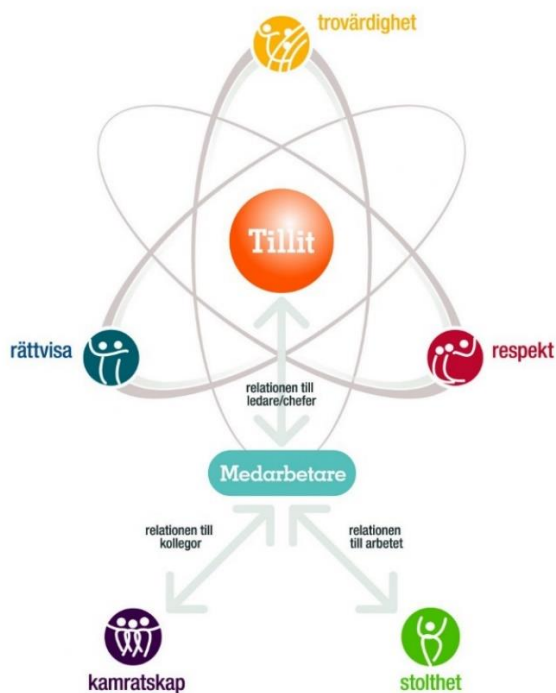 trovärdighet
Tillit
rättvisa
respekt
relationen till
ledare/chefer
Medarbetare
relationen till
kollegor
relationen
till arbetet
kamratskap
stolthet